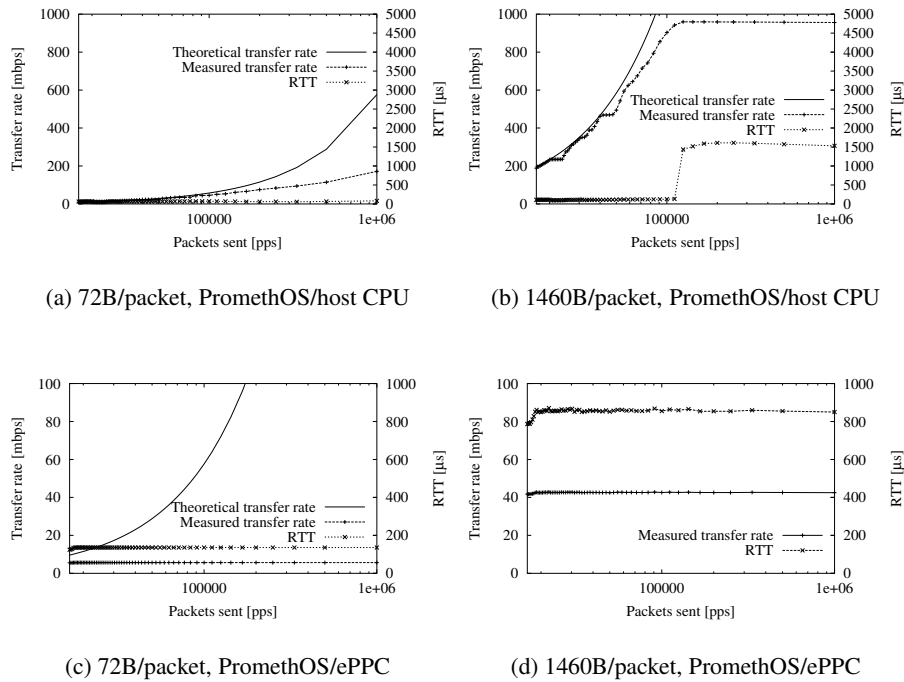 1000
800
600
400
200
0
Transfer rate [mbps]
Theoretical transfer rate
Measured transfer rate
RTT
5000
4500
4000
3500
3000
2500
2000
1500
1000
500
0
RTT [µs]
100000
1e+06
Packets sent [pps]
(a) 72B/packet, PromethOS/host CPU
1000
800
600
400
200
0
Transfer rate [mbps]
Theoretical transfer rate
Measured transfer rate
RTT
5000
4500
4000
3500
3000
2500
2000
1500
1000
500
0
RTT [µs]
100000
1e+06
Packets sent [pps]
(b) 1460B/packet, PromethOS/host CPU
100
80
60
40
20
0
Transfer rate [mbps]
Theoretical transfer rate
Measured transfer rate
RTT
1000
800
600
400
200
0
RTT [µs]
100000
1e+06
Packets sent [pps]
(c) 72B/packet, PromethOS/ePPC
100
80
60
40
20
0
Transfer rate [mbps]
Measured transfer rate
RTT
1000
800
600
400
200
0
RTT [µs]
100000
1e+06
Packets sent [pps]
(d) 1460B/packet, PromethOS/ePPC